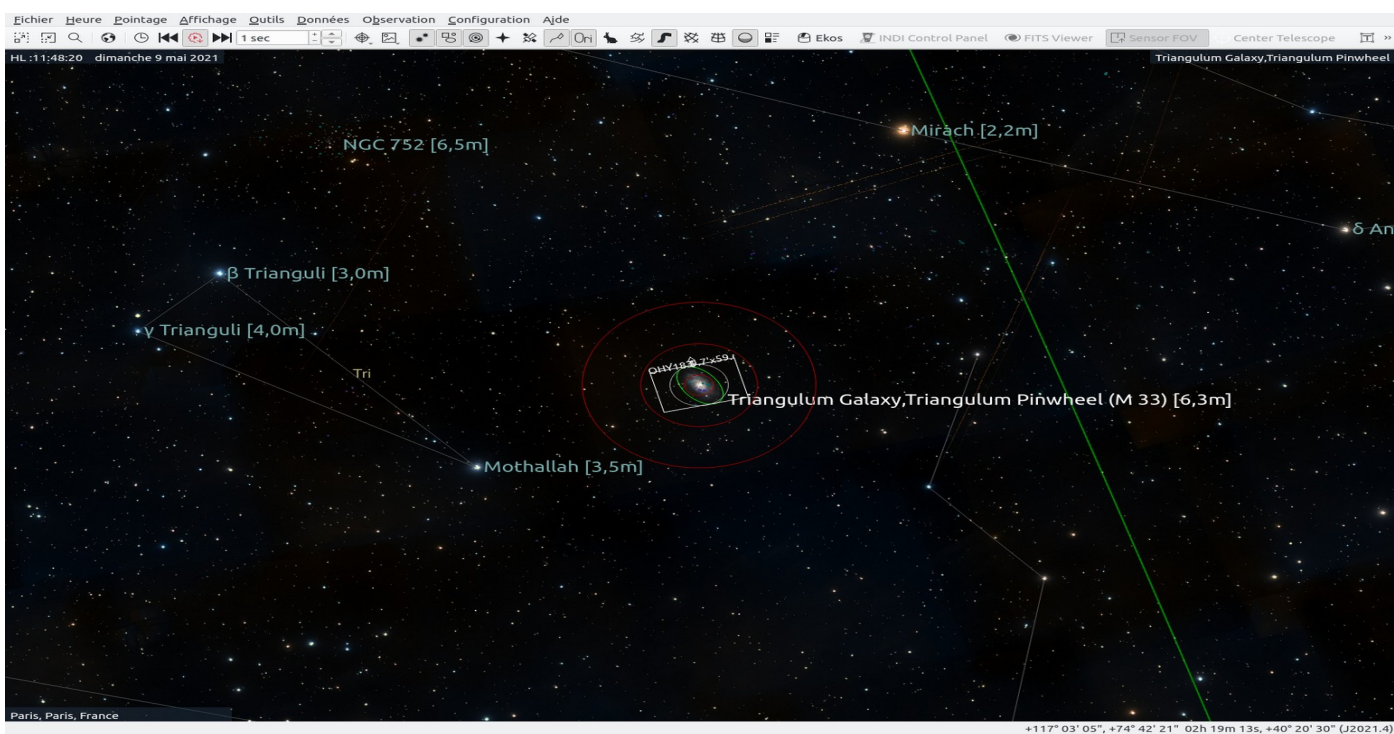 Fichier Heure Pointage Affichage Outils Données Observation Configuration Aide
1 sec Ori Ekos INDI Control Panel FITS Viewer Sensor FOV Center Telescope »
HL :11:48:20 dimanche 9 mai 2021
Triangulum Galaxy,Triangulum Pinwheel
Mirach [2,2m]
NGC 752 [6,5m]
δ An
β Trianguli [3,0m]
γ Trianguli [4,0m]
Tri
Triangulum Galaxy,Triangulum Pinwheel (M 33) [6,3m]
Mothallah [3,5m]
Paris, Paris, France
+117° 03' 05", +74° 42' 21" 02h 19m 13s, +40° 20' 30" (J2021.4)